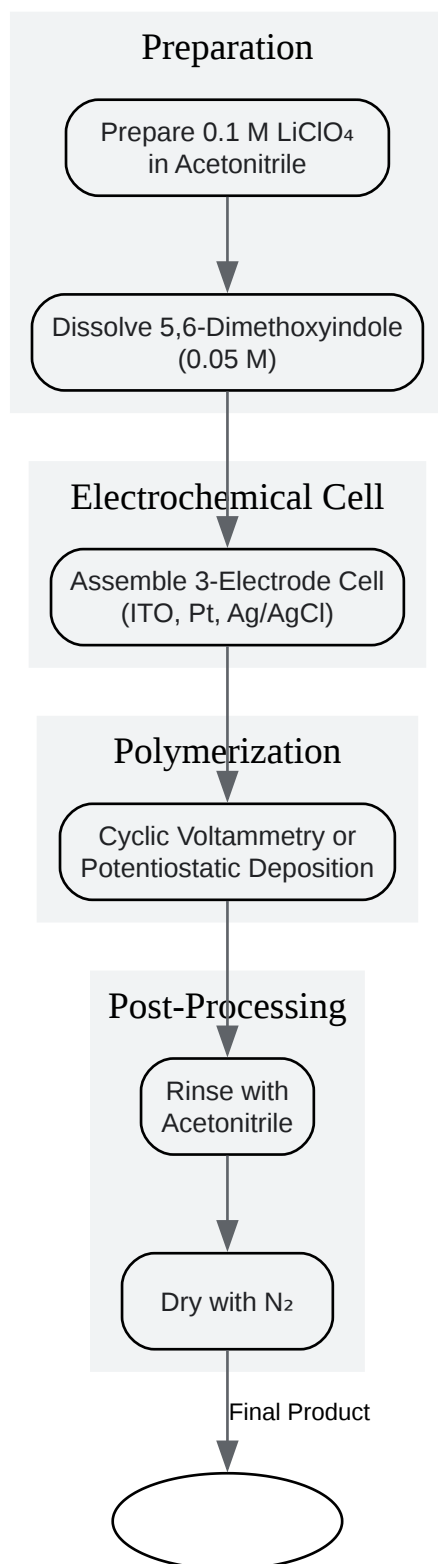 Preparation
Prepare 0.1 M LiClO₄
in Acetonitrile
Dissolve 5,6-Dimethoxyindole
(0.05 M)
Electrochemical Cell
Assemble 3-Electrode Cell
(ITO, Pt, Ag/AgCl)
Polymerization
Cyclic Voltammetry or
Potentiostatic Deposition
Post-Processing
Rinse with
Acetonitrile
Dry with N₂
Final Product